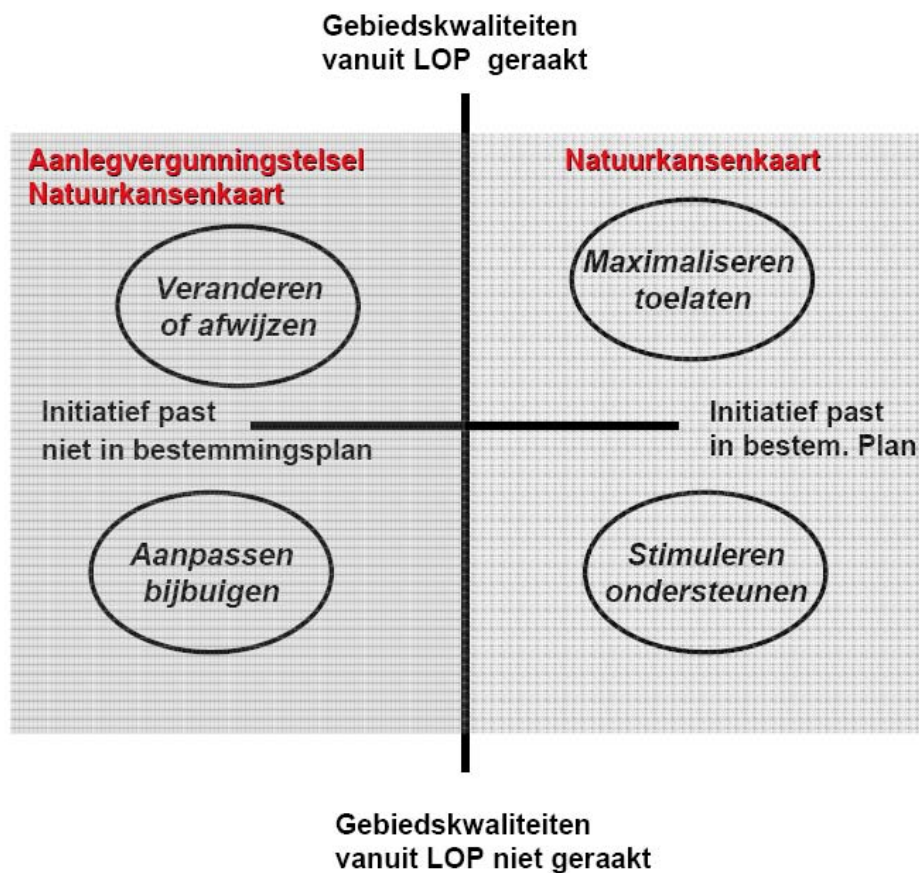 Gebiedskwaliteiten
vanuit LOP geraakt
Aanlegvergunningstelsel
Natuurkansenkaart
Natuurkansenkaart
Veranderen
of afwijzen
Maximaliseren
toelaten
Initiatief past
niet in bestemmingsplan
Initiatief past
in bestem. Plan
Aanpassen
bijbuigen
Stimuleren
ondersteunen
Gebiedskwaliteiten
vanuit LOP niet geraakt